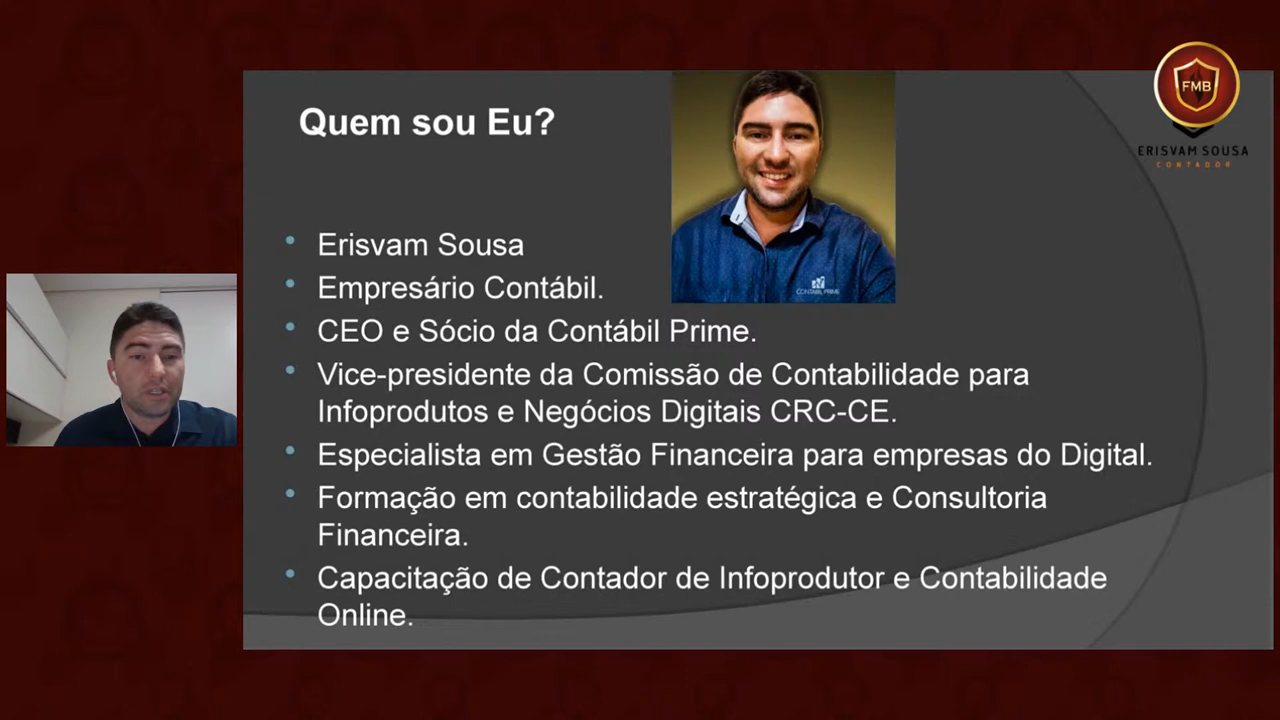 FMB
ERISVAM SOUSA
CONTADOR
Quem sou Eu?
CONTÁBIL PRIME
Erisvam Sousa
Empresário Contábil.
CEO e Sócio da Contábil Prime.
Vice-presidente da Comissão de Contabilidade para
Infoprodutos e Negócios Digitais CRC-CE.
Especialista em Gestão Financeira para empresas do Digital.
Formação em contabilidade estratégica e Consultoria
Financeira.
Capacitação de Contador de Infoprodutor e Contabilidade
Online.